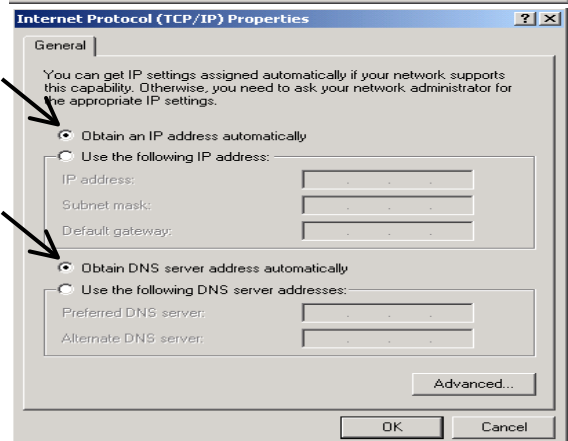 Internet Protocol (TCP/IP) Properties
General
You can get IP settings assigned automatically if your network supports
this capability. Otherwise, you need to ask your network administrator for
the appropriate IP settings.
Obtain an IP address automatically
Use the following IP address:
IP address:
Subnet mask:
Default gateway:
Obtain DNS server address automatically
Use the following DNS server addresses:
Preferred DNS server:
Alternate DNS server:
Advanced...
OK Cancel